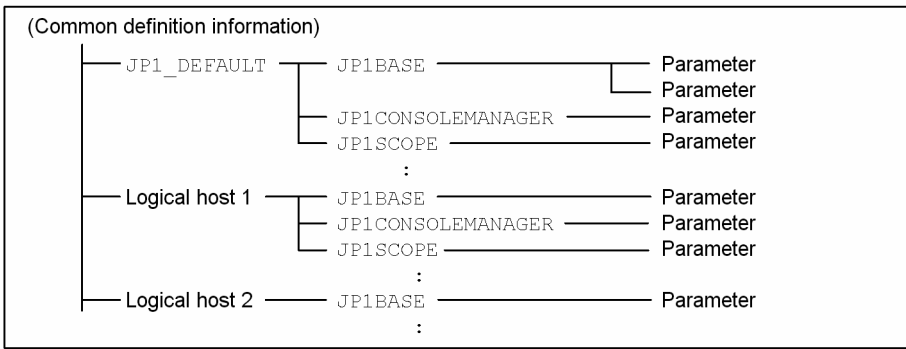 (Common definition information)
JP1_DEFAULT JP1BASE Parameter
Parameter
JP1CONSOLEMANAGER Parameter
JP1SCOPE Parameter
:
Logical host 1 JP1BASE Parameter
JP1CONSOLEMANAGER Parameter
JP1SCOPE Parameter
:
Logical host 2 JP1BASE Parameter
: